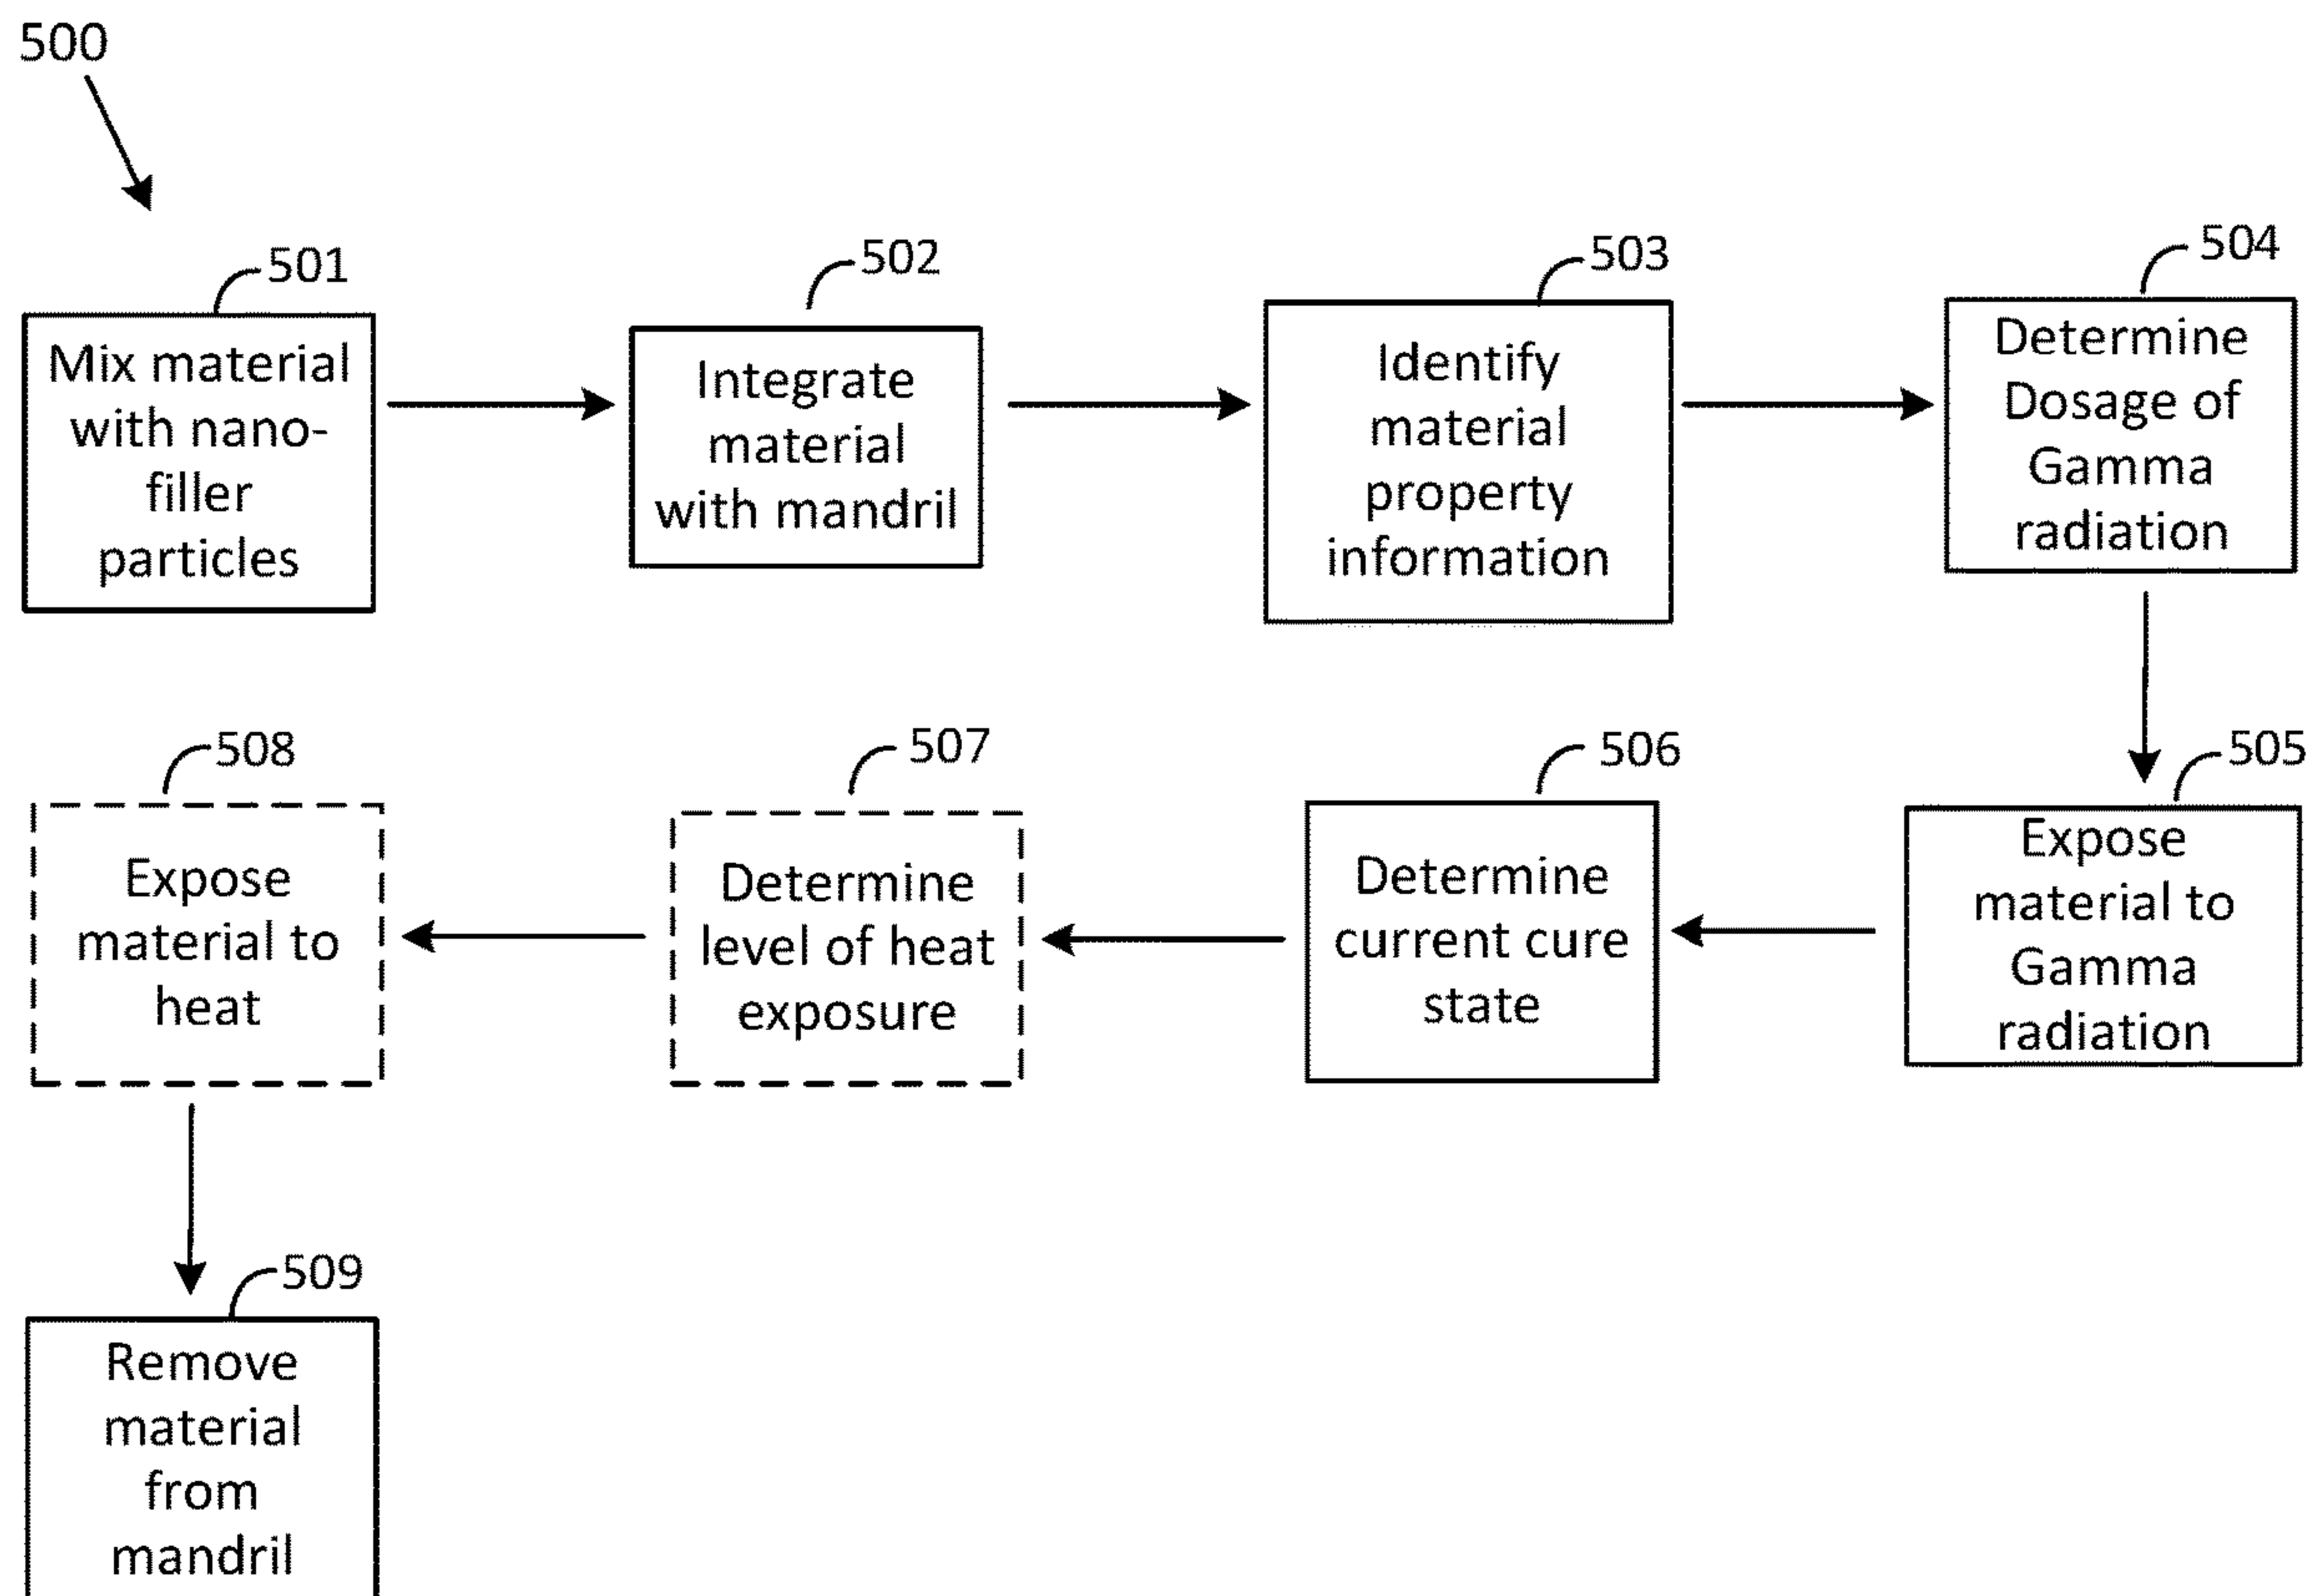 500
501
Mix material
with nano-
filler
particles
502
Integrate
material
with mandril
503
Identify
material
property
information
504
Determine
Dosage of
Gamma
radiation
505
Expose
material to
Gamma
radiation
506
Determine
current cure
state
507
Determine
level of heat
exposure
508
Expose
material to
heat
509
Remove
material
from
mandril